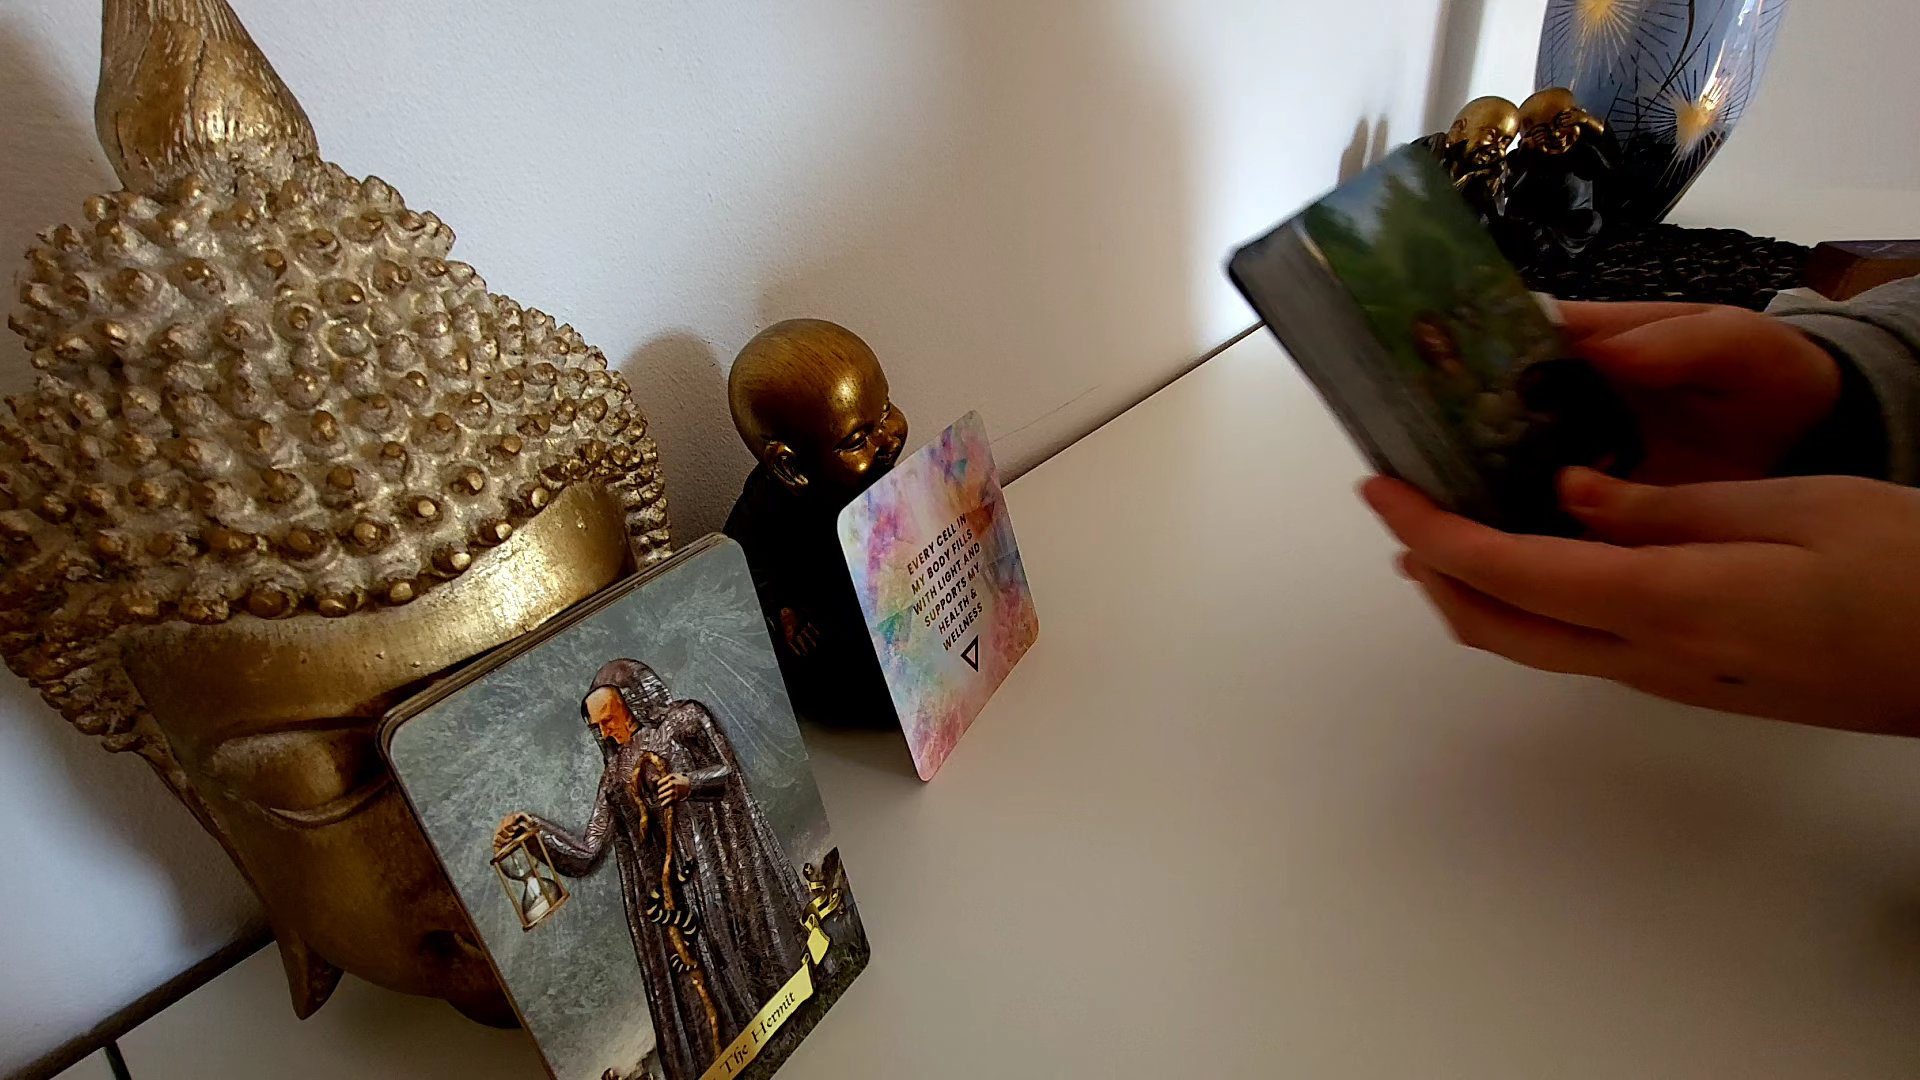 EVERY CELL IN
MY BODY FILLS
WITH LIGHT AND
SUPPORTS MY
HEALTH &
WELLNESS
The Hermit